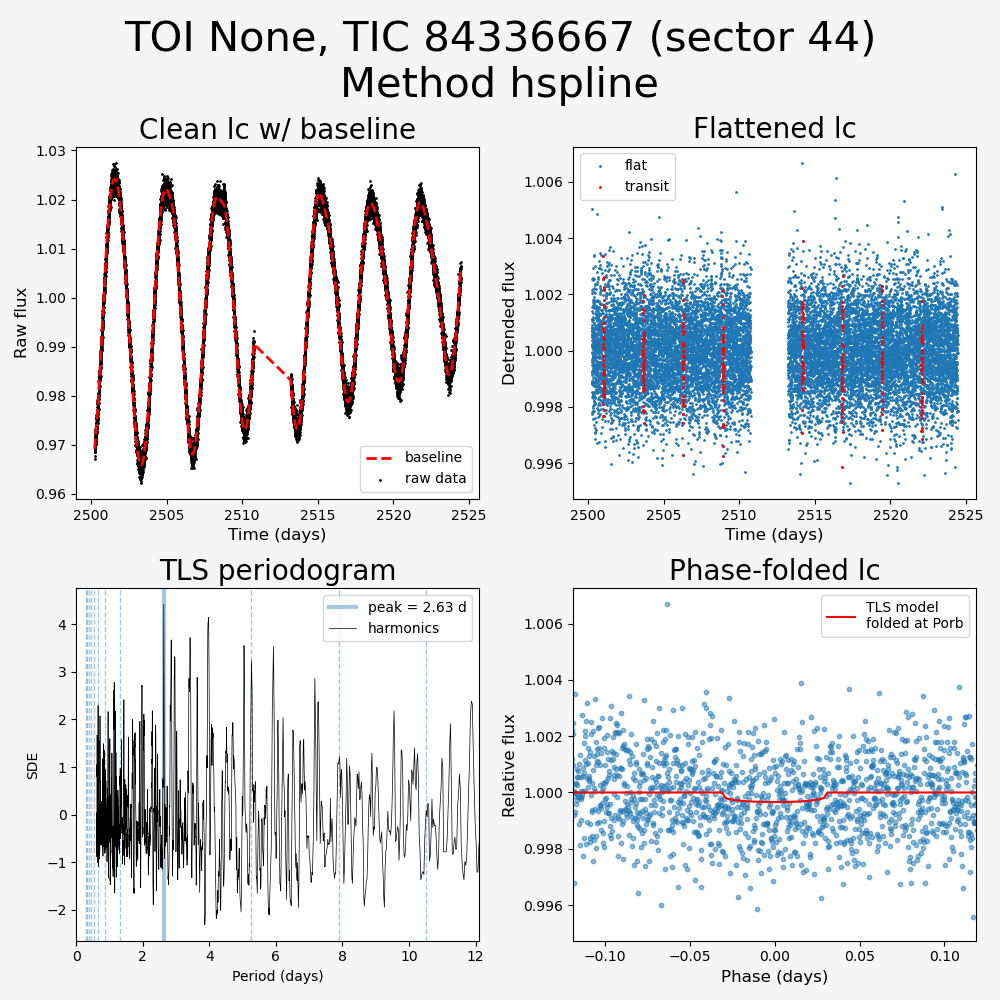 TOI None, TIC 84336667 (sector 44)
Method hspline
Clean lc w/ baseline
Raw flux
1.03
1.02
1.01
1.00
0.99
0.98
0.97
0.96
baseline
raw data
2500
2505
2510
2515
2520
2525
Time (days)
Flattened lc
Detrended flux
1.006
1.004
1.002
1.000
0.998
0.996
flat
transit
2500
2505
2510
2515
2520
2525
Time (days)
TLS periodogram
SDE
4
3
2
1
0
−1
−2
peak = 2.63 d
harmonics
0
2
4
6
8
10
12
Period (days)
Phase-folded lc
Relative flux
1.006
1.004
1.002
1.000
0.998
0.996
TLS model
folded at Porb
−0.10
−0.05
0.00
0.05
0.10
Phase (days)